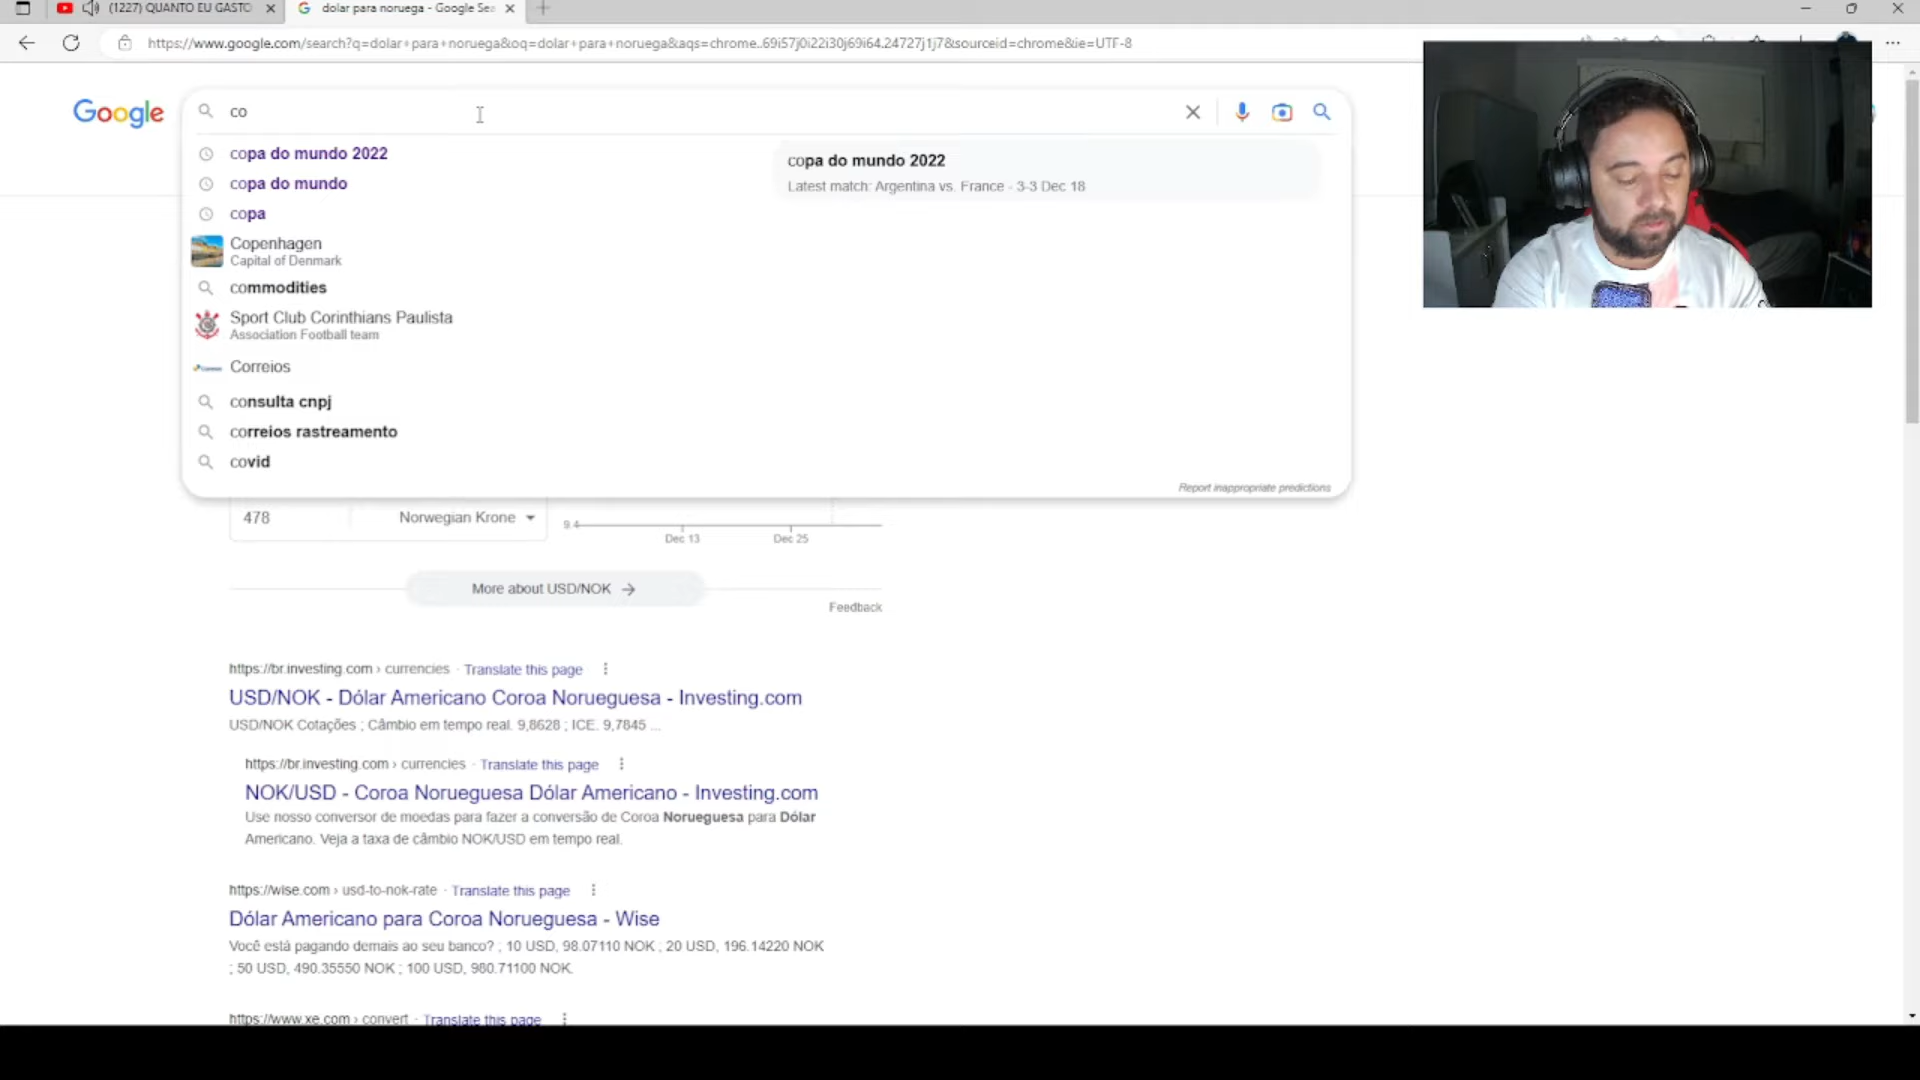 (1227) QUANTO EU GASTO
dolar para noruega - Google Sea
https://www.google.com/search?q=dolar+para+noruega&oq=dolar+para+noruega&aqs=chrome..69i57j0i22i30j69i64.24727j1j7&sourceid=chrome&ie=UTF-8
Google
co
copa do mundo 2022
copa do mundo 2022
Latest match: Argentina vs. France - 3-3 Dec 18
copa do mundo
copa
Copenhagen
Capital of Denmark
commodities
Sport Club Corinthians Paulista
Association Football team
Correios
consulta cnpj
correios rastreamento
covid
Report inappropriate predictions
478
Norwegian Krone
9.4
Dec 13
Dec 25
More about USD/NOK
Feedback
https://br.investing.com › currencies · Translate this page
USD/NOK - Dólar Americano Coroa Norueguesa - Investing.com
USD/NOK Cotações ; Câmbio em tempo real. 9,8628 ; ICE. 9,7845 ...
https://br.investing.com › currencies · Translate this page
NOK/USD - Coroa Norueguesa Dólar Americano - Investing.com
Use nosso conversor de moedas para fazer a conversão de Coroa Norueguesa para Dólar
Americano. Veja a taxa de câmbio NOK/USD em tempo real.
https://wise.com › usd-to-nok-rate · Translate this page
Dólar Americano para Coroa Norueguesa - Wise
Você está pagando demais ao seu banco? ; 10 USD, 98.07110 NOK ; 20 USD, 196.14220 NOK
; 50 USD, 490.35550 NOK ; 100 USD, 980.71100 NOK.
https://www.xe.com › convert · Translate this page